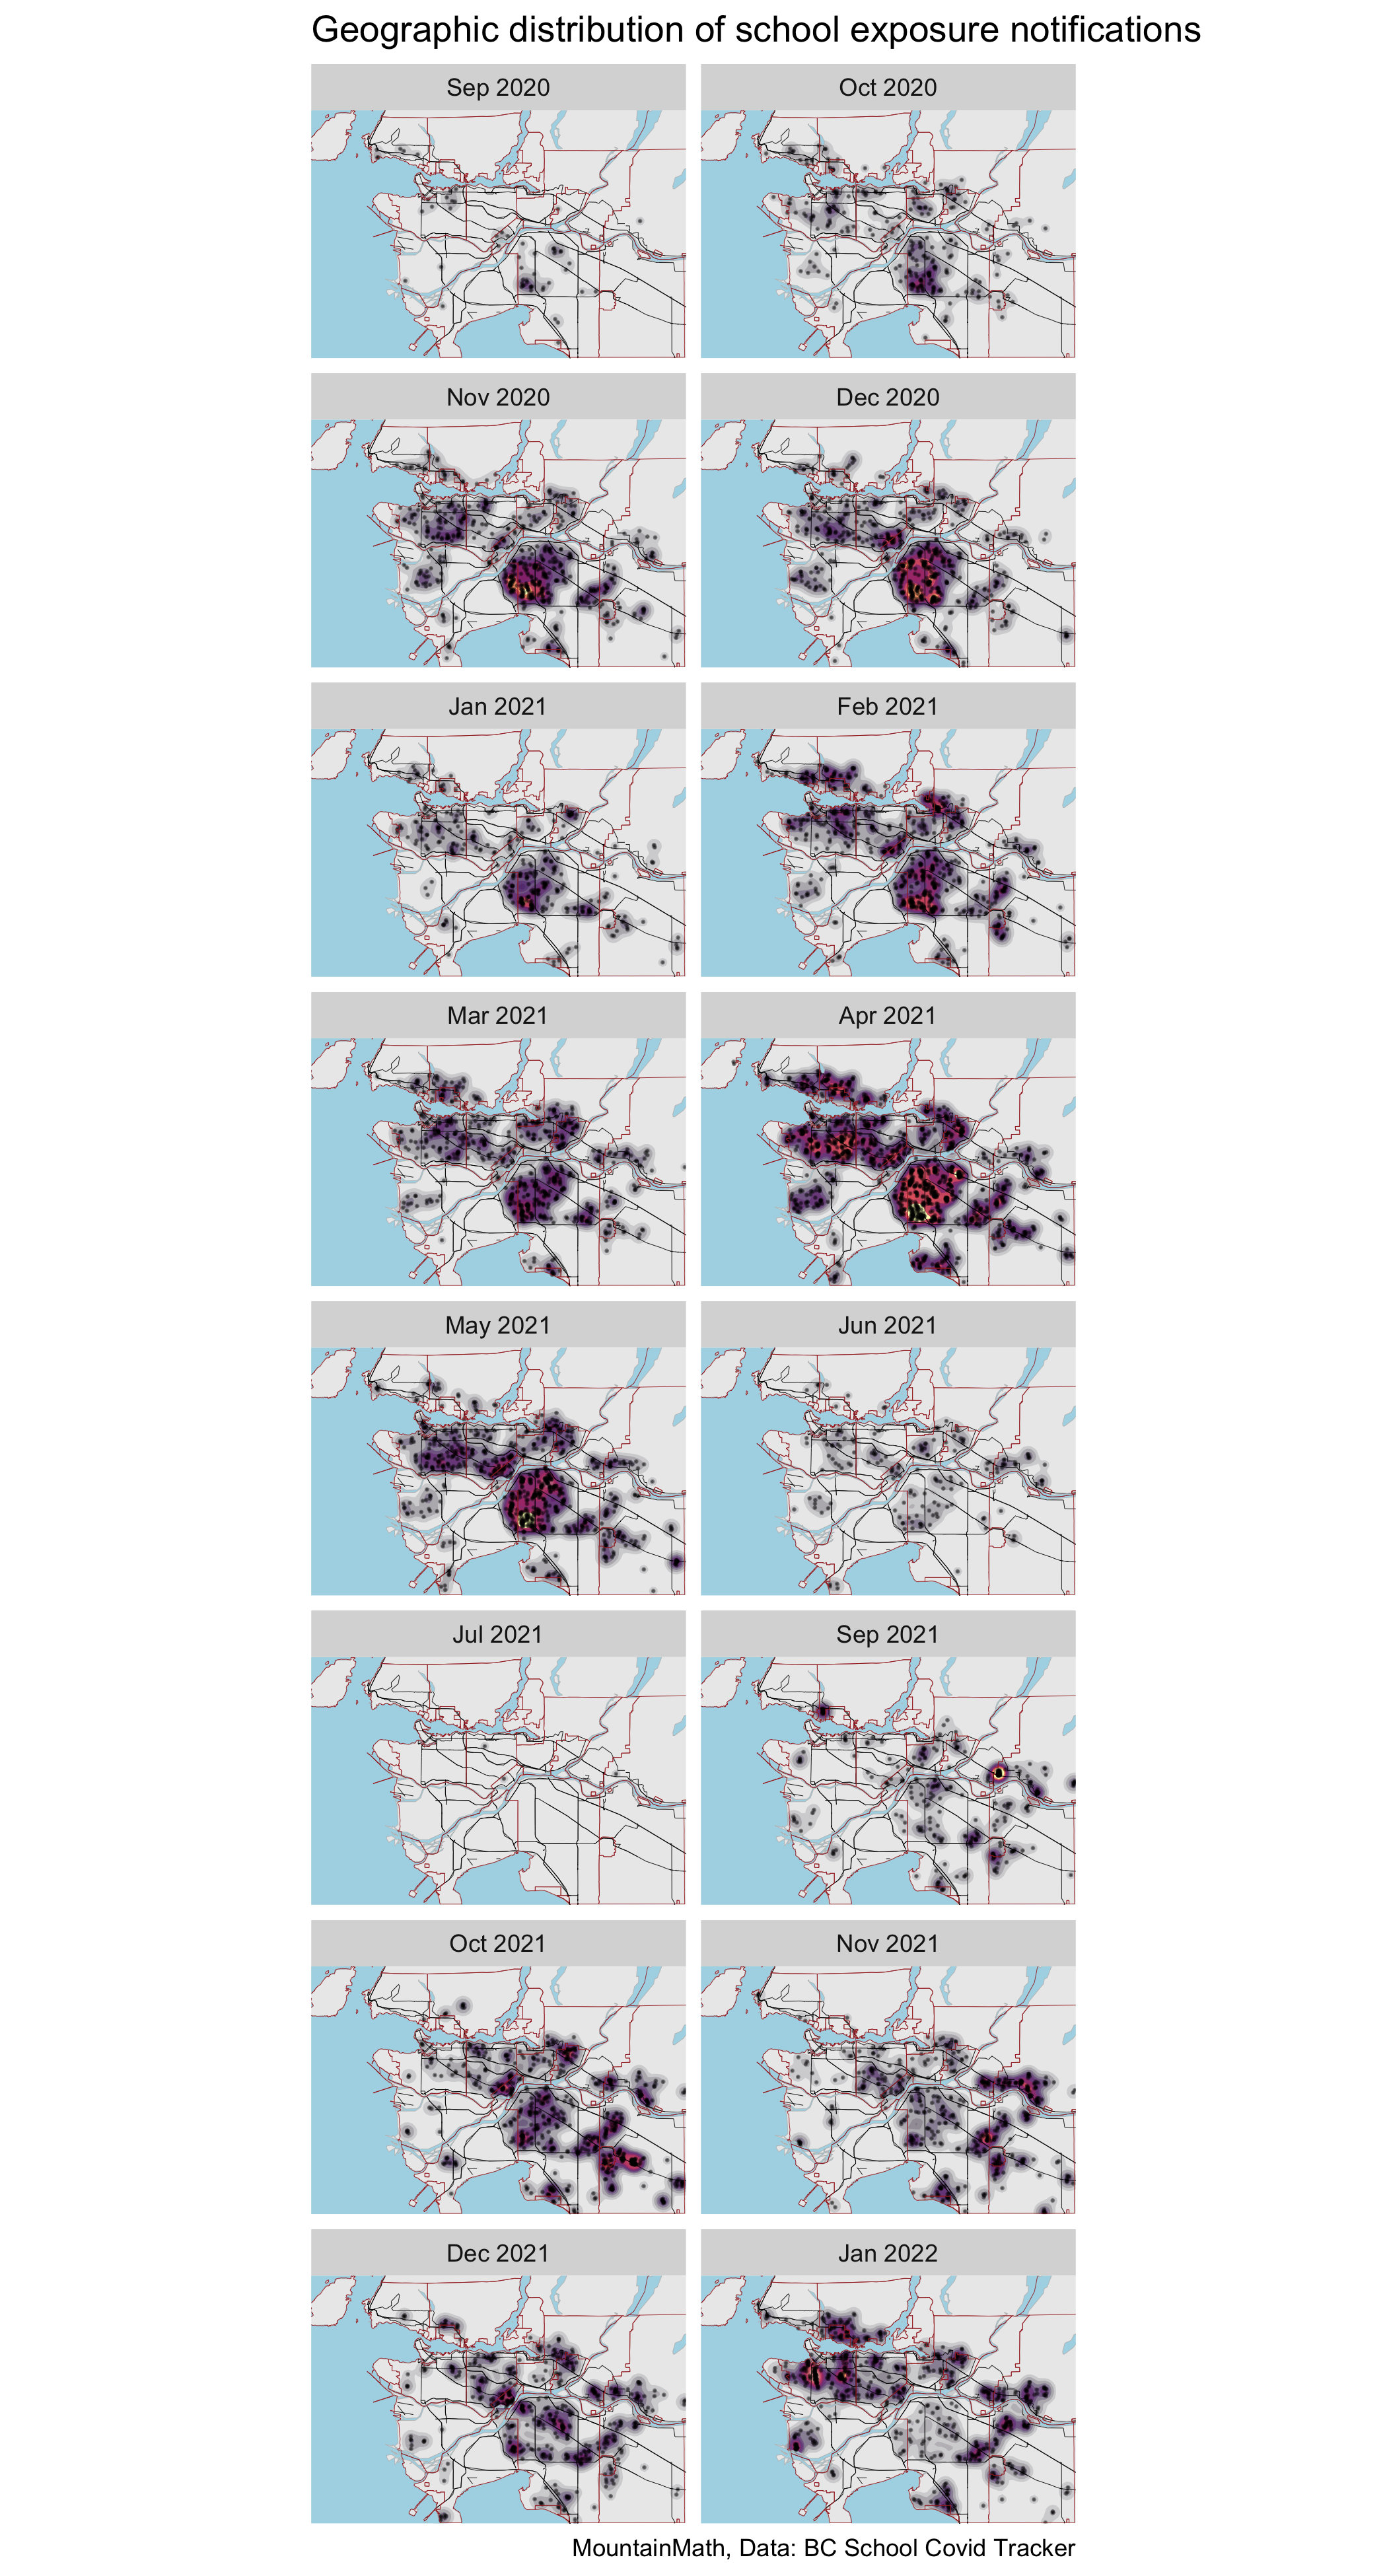 Geographic distribution of school exposure notifications
Sep 2020
Oct 2020
Nov 2020
Dec 2020
Jan 2021
Feb 2021
Mar 2021
Apr 2021
May 2021
Jun 2021
Jul 2021
Sep 2021
Oct 2021
Nov 2021
Dec 2021
Jan 2022
MountainMath, Data: BC School Covid Tracker